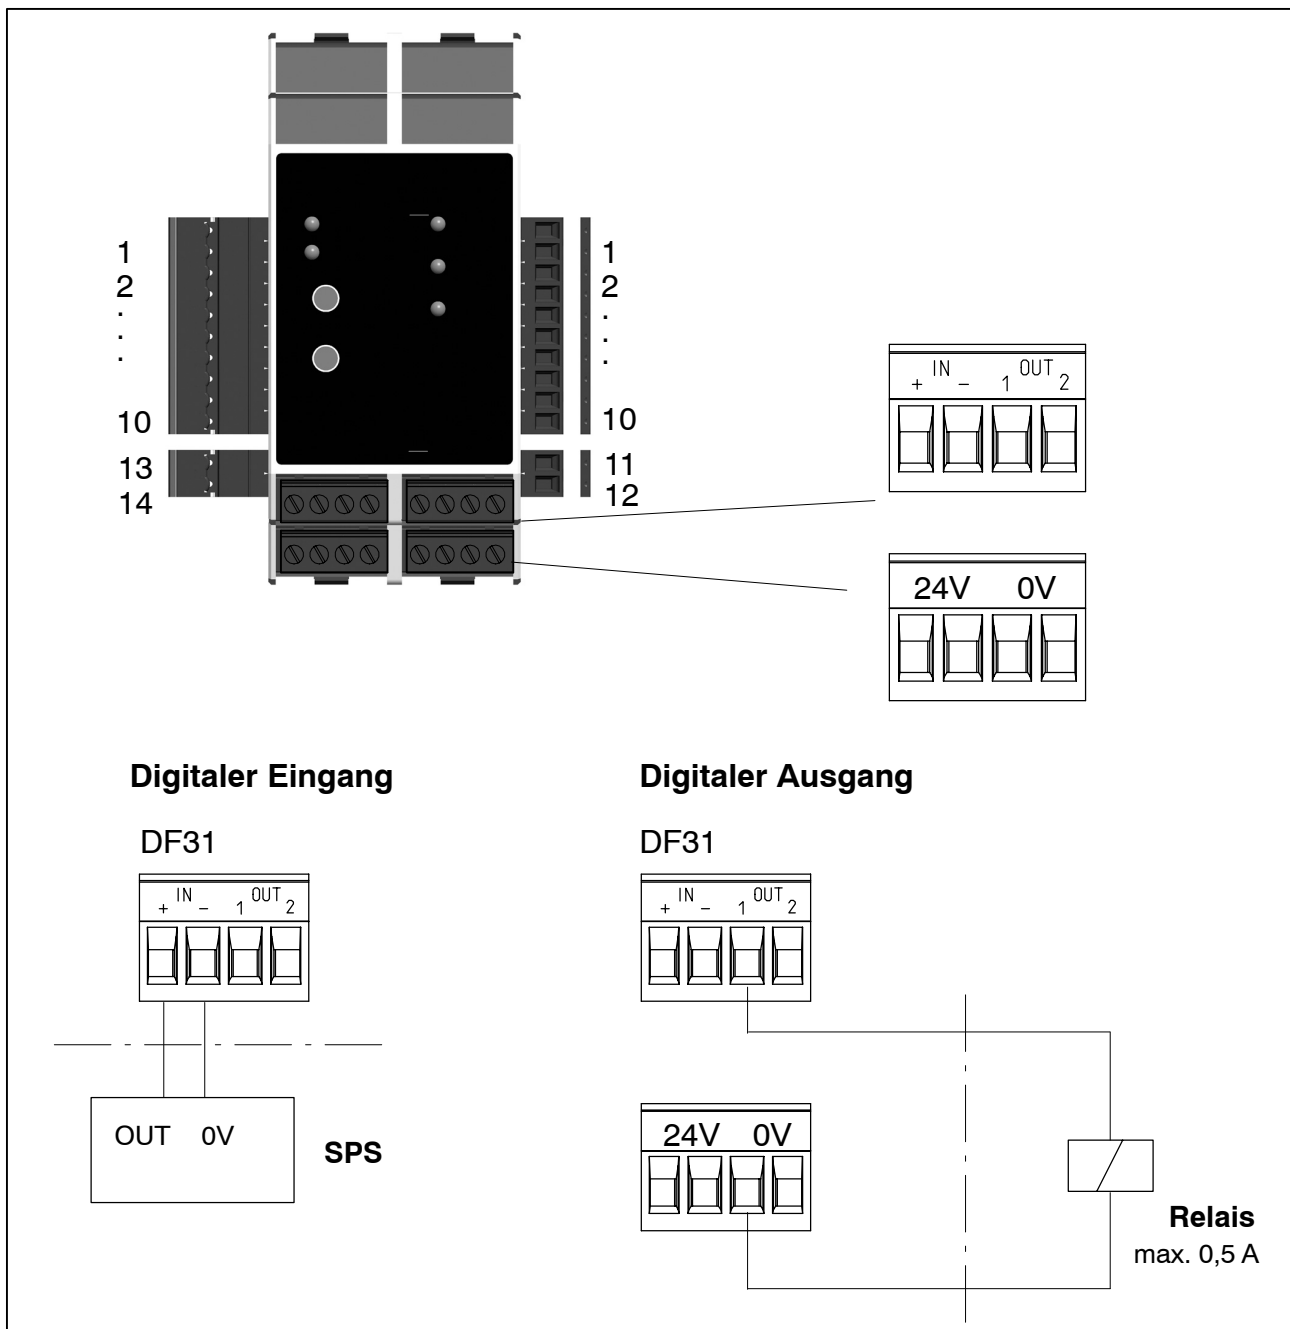 1 1
2 2
. .
. .
. .
10 10
13 11
14 12
IN OUT
+ - 1 2
24V 0V
Digitaler Eingang
DF31
IN OUT
+ - 1 2
OUT 0V
SPS
Digitaler Ausgang
DF31
IN OUT
+ - 1 2
24V 0V
Relais
max. 0,5 A